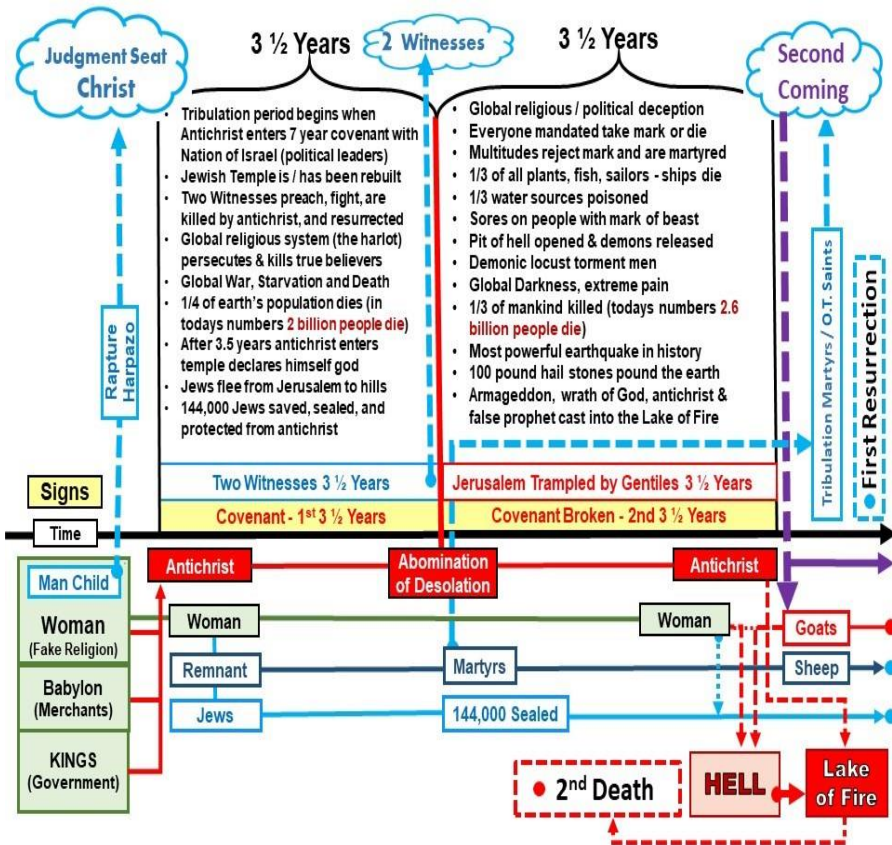 3 ½ Years
2 Witnesses
3 ½ Years
Judgment Seat
Christ
Second
Coming
• Tribulation period begins when
Antichrist enters 7 year covenant with
Nation of Israel (political leaders)
• Jewish Temple is / has been rebuilt
• Two Witnesses preach, fight, are
killed by antichrist, and resurrected
• Global religious system (the harlot)
persecutes & kills true believers
• Global War, Starvation and Death
• 1/4 of earth's population dies (in
todays numbers 2 billion people die)
• After 3.5 years antichrist enters
temple declares himself god
• Jews flee from Jerusalem to hills
• 144,000 Jews saved, sealed, and
protected from antichrist
• Global religious / political deception
• Everyone mandated take mark or die
• Multitudes reject mark and are martyred
• 1/3 of all plants, fish, sailors - ships die
• 1/3 water sources poisoned
• Sores on people with mark of beast
• Pit of hell opened & demons released
• Demonic locust torment men
• Global Darkness, extreme pain
• 1/3 of mankind killed (todays numbers 2.6
billion people die)
• Most powerful earthquake in history
• 100 pound hail stones pound the earth
• Armageddon, wrath of God, antichrist &
false prophet cast into the Lake of Fire
Rapture
Harpazo
Tribulation Martyrs / O.T. Saints
First Resurrection
Signs
Two Witnesses 3 ½ Years
Jerusalem Trampled by Gentiles 3 ½ Years
Covenant - 1st 3 ½ Years
Covenant Broken - 2nd 3 ½ Years
Time
Man Child
Antichrist
Abomination
of Desolation
Antichrist
Woman
(Fake Religion)
Woman
Woman
Goats
Remnant
Martyrs
Sheep
Babylon
(Merchants)
Jews
144,000 Sealed
KINGS
(Government)
2nd Death
HELL
Lake
of Fire